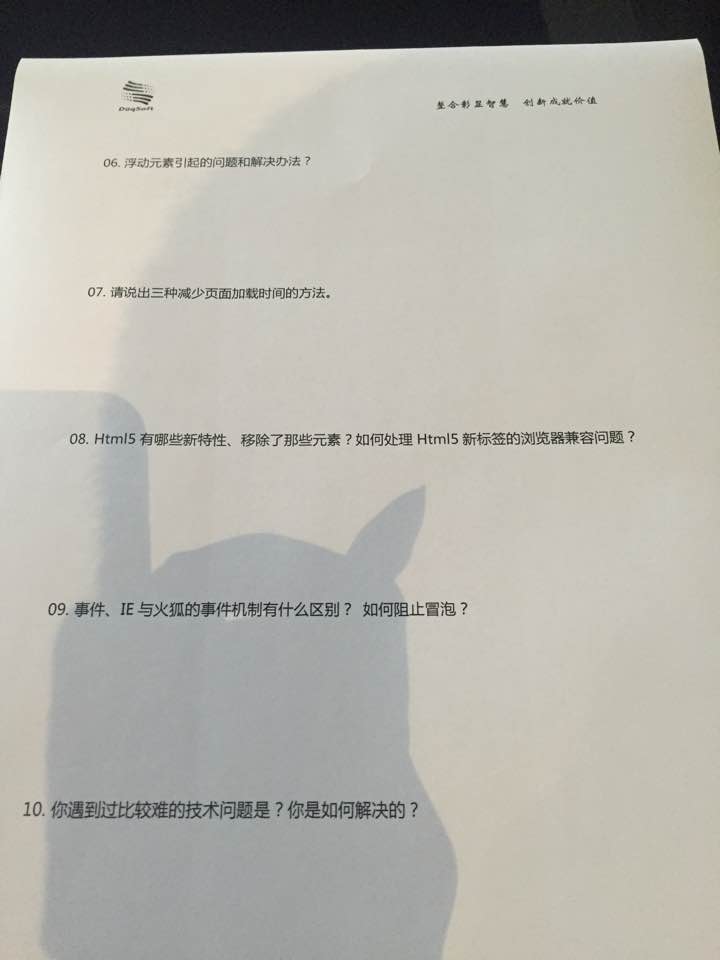 DaqSoft
整合彰显智慧 创新成就价值
06. 浮动元素引起的问题和解决办法？
07. 请说出三种减少页面加载时间的方法。
08. Html5 有哪些新特性、移除了那些元素？如何处理 Html5 新标签的浏览器兼容问题？
09. 事件、IE 与火狐的事件机制有什么区别？ 如何阻止冒泡？
10. 你遇到过比较难的技术问题是？你是如何解决的？